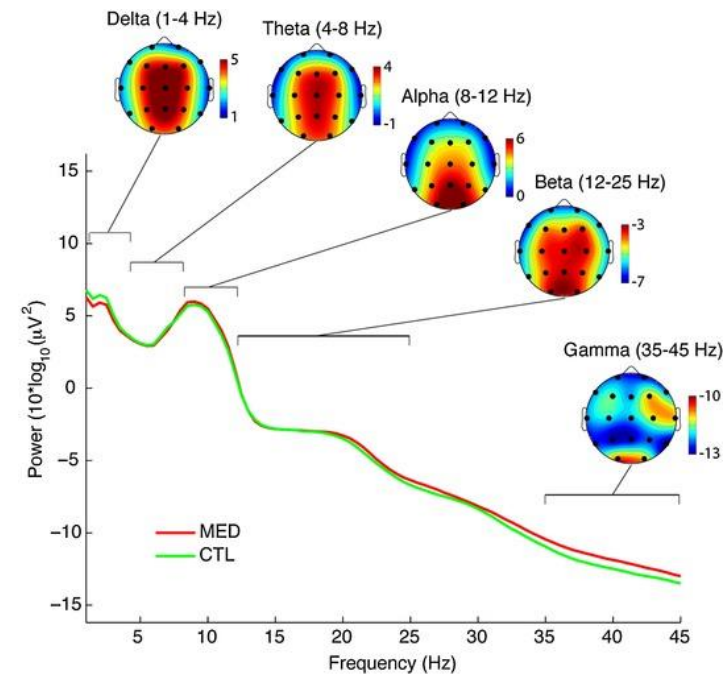 Delta (1-4 Hz)
5
1
Theta (4-8 Hz)
4
-1
Alpha (8-12 Hz)
6
0
Beta (12-25 Hz)
-3
-7
Gamma (35-45 Hz)
-10
-13
15
10
5
0
−5
−10
−15
Power (10*log10(μV2)
MED
CTL
5
10
15
20
25
30
35
40
45
Frequency (Hz)